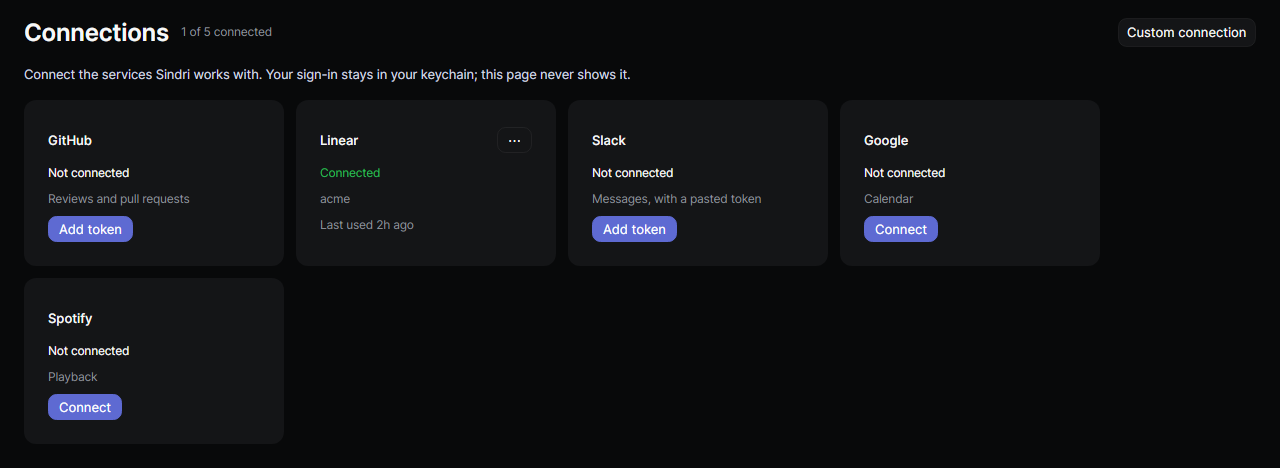 Connections 1 of 5 connected Custom connection
Connect the services Sindri works with. Your sign-in stays in your keychain; this page never shows it.
GitHub
Not connected
Reviews and pull requests
Add token
Linear ...
Connected
acme
Last used 2h ago
Slack
Not connected
Messages, with a pasted token
Add token
Google
Not connected
Calendar
Connect
Spotify
Not connected
Playback
Connect